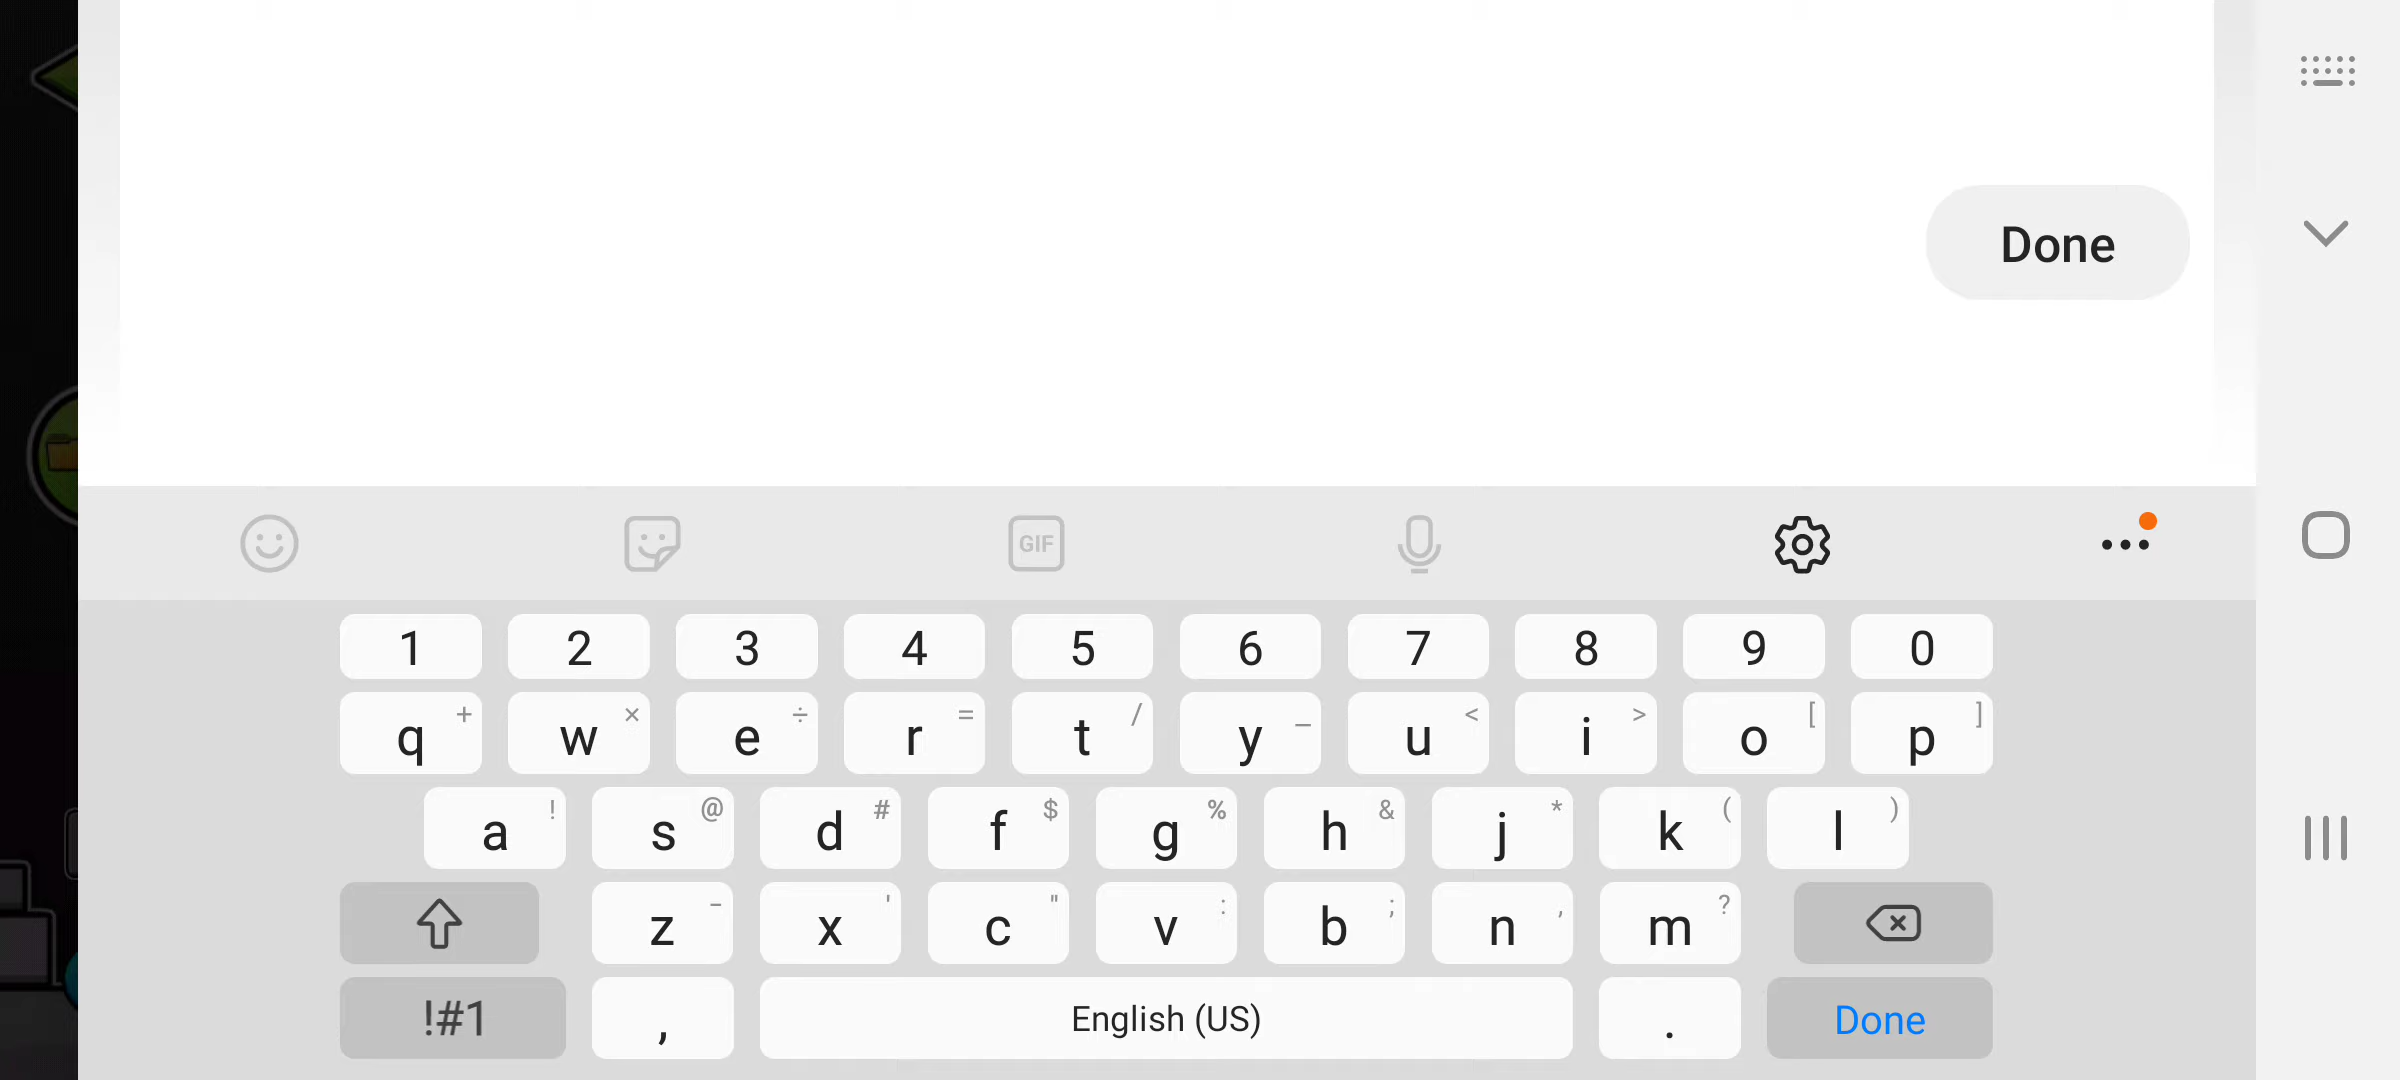 Done
GIF
1 2 3 4 5 6 7 8 9 0
q + w × e ÷ r = t / y _ u < i > o [ p ]
a ! s @ d # f $ g % h & j * k ( l )
z - x ' c " v : b ; n , m ?
!#1 , English (US) . Done